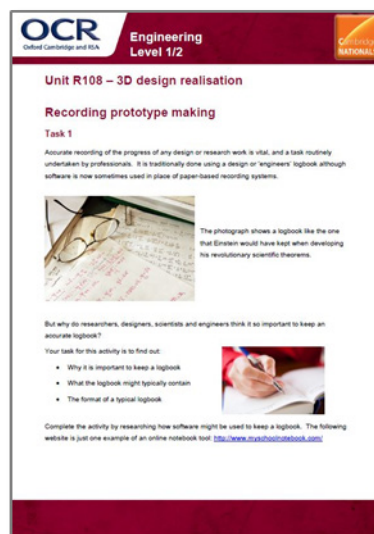 OCR
Oxford Cambridge and RSA
Engineering
Level 1/2
Cambridge
NATIONALS
Unit R108 – 3D design realisation
Recording prototype making
Task 1
Accurate recording of the progress of any design or research work is vital, and a task routinely
undertaken by professionals. It is traditionally done using a design or 'engineers' logbook although
software is now sometimes used in place of paper-based recording systems.
The photograph shows a logbook like the one
that Einstein would have kept when developing
his revolutionary scientific theorems.
But why do researchers, designers, scientists and engineers think it so important to keep an
accurate logbook?
Your task for this activity is to find out:
• Why it is important to keep a logbook
• What the logbook might typically contain
• The format of a typical logbook
Complete the activity by researching how software might be used to keep a logbook. The following
website is just one example of an online notebook tool: http://www.myschoolnotebook.com/